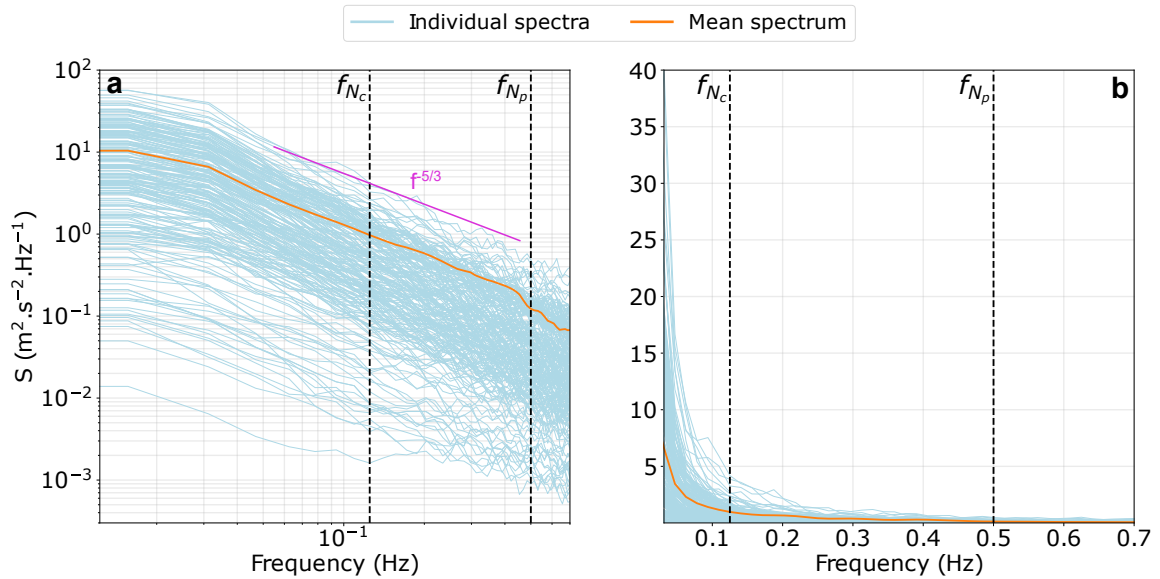 Individual spectra
Mean spectrum
a
f_{N_c}
f_{N_p}
f^{-5/3}
10^2
10^1
10^0
10^{-1}
10^{-2}
10^{-3}
S (m^2.s^{-2}.Hz^{-1})
10^{-1}
Frequency (Hz)
b
f_{N_c}
f_{N_p}
40
35
30
25
20
15
10
5
0.1 0.2 0.3 0.4 0.5 0.6 0.7
Frequency (Hz)